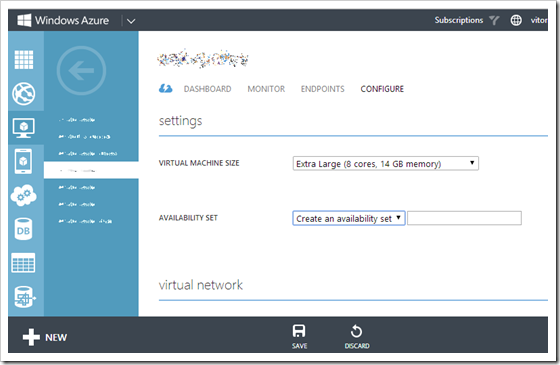 Windows Azure
Subscriptions
vitor
DASHBOARD MONITOR ENDPOINTS CONFIGURE
settings
VIRTUAL MACHINE SIZE Extra Large (8 cores, 14 GB memory)
AVAILABILITY SET Create an availability set
DB
virtual network
NEW
SAVE DISCARD